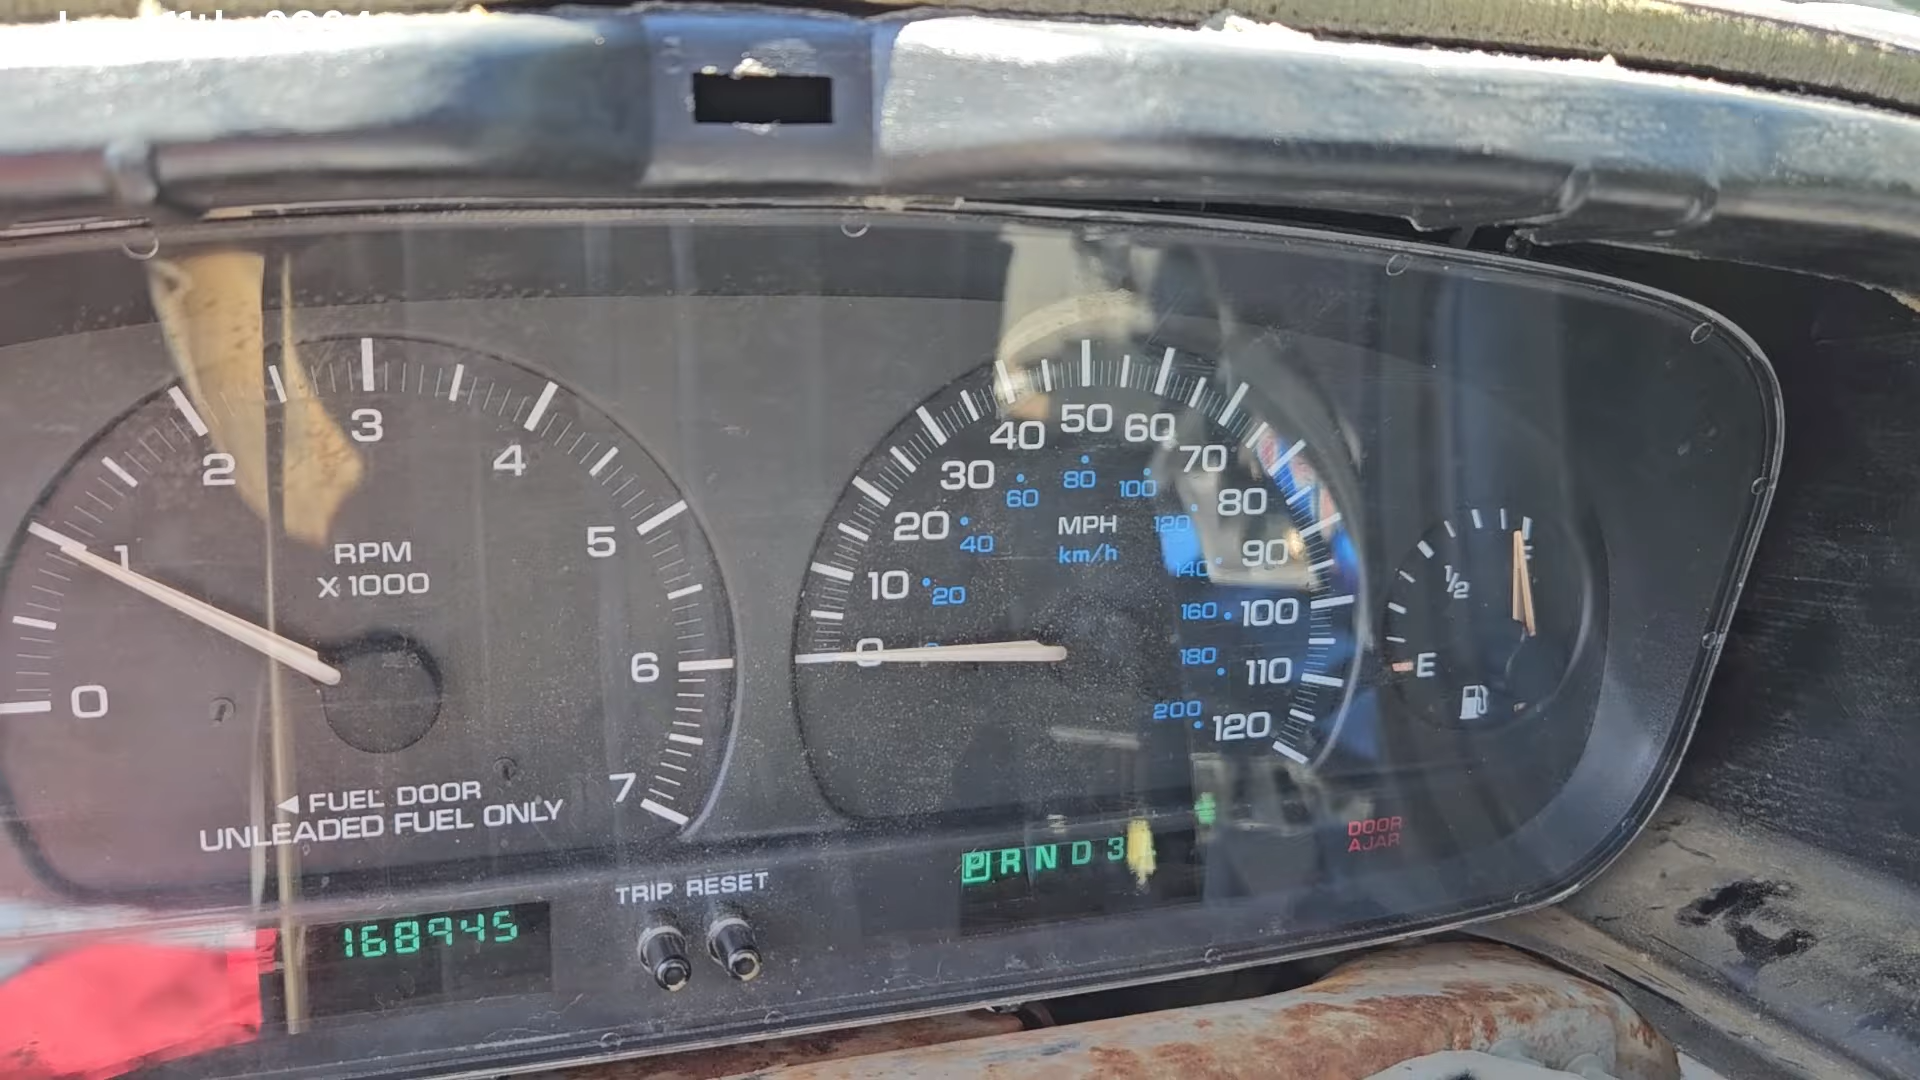 0 1 2 3 4 5 6 7
RPM
X 1000
◄ FUEL DOOR
UNLEADED FUEL ONLY
168945
TRIP RESET
0 10 20 30 40 50 60 70 80 90 100 110 120
20 40 60 80 100 120 140 160 180 200
MPH
km/h
P R N D 3
E 1/2 F
DOOR
AJAR